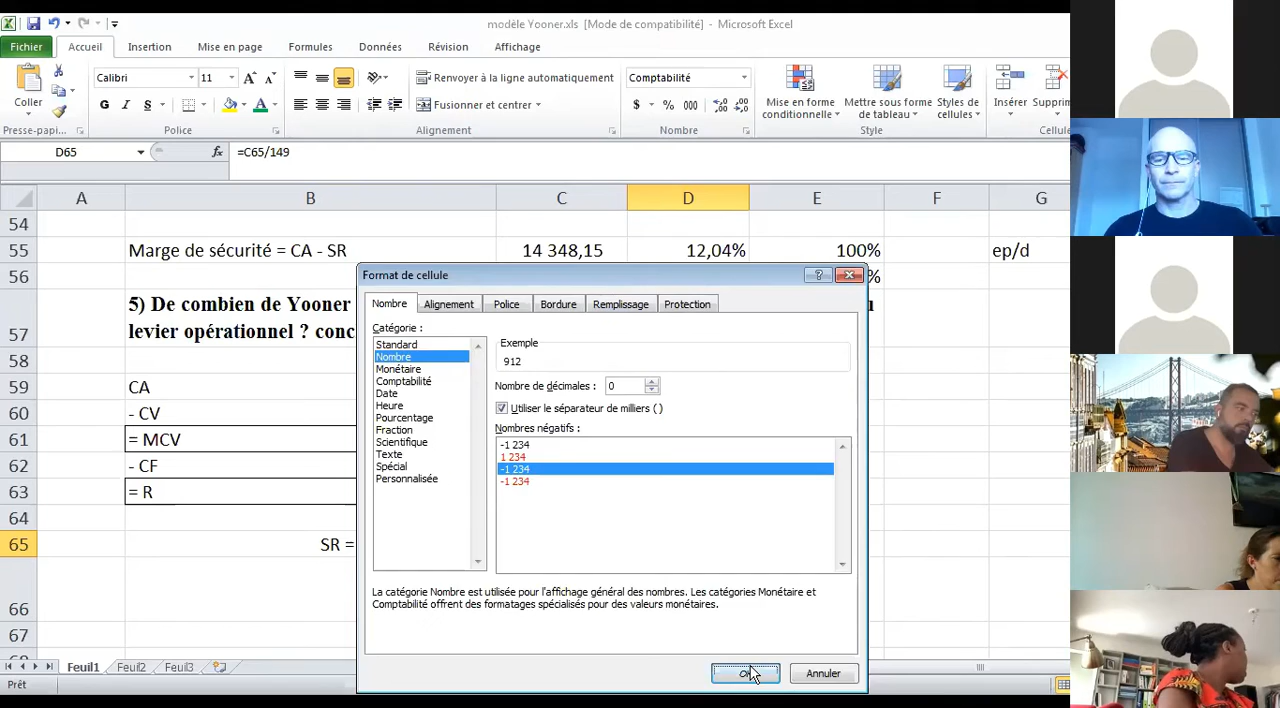 modèle Yooner.xls [Mode de compatibilité] - Microsoft Excel
Fichier Accueil Insertion Mise en page Formules Données Révision Affichage
Coller
Calibri 11
G I S
Renvoyer à la ligne automatiquement
Fusionner et centrer
Comptabilité
$ % 000
Mise en forme conditionnelle
Mettre sous forme de tableau
Styles de cellules
Insérer
Supprim
Presse-papi... Police Alignement Nombre Style Cellule
D65 fx =C65/149
A B C D E F G
54
55 Marge de sécurité = CA - SR 14 348,15 12,04% 100% ep/d
56 %
57 5) De combien de Yooner
levier opérationnel ? conc
58
59 CA
60 - CV
61 = MCV
62 - CF
63 = R
64
65 SR =
66
67
Format de cellule
Nombre Alignement Police Bordure Remplissage Protection
Catégorie :
Standard
Nombre
Monétaire
Comptabilité
Date
Heure
Pourcentage
Fraction
Scientifique
Texte
Spécial
Personnalisée
Exemple
912
Nombre de décimales : 0
Utiliser le séparateur de milliers ( )
Nombres négatifs :
-1 234
1 234
-1 234
-1 234
La catégorie Nombre est utilisée pour l'affichage général des nombres. Les catégories Monétaire et
Comptabilité offrent des formatages spécialisés pour des valeurs monétaires.
Annuler
Feuil1 Feuil2 Feuil3
Prêt